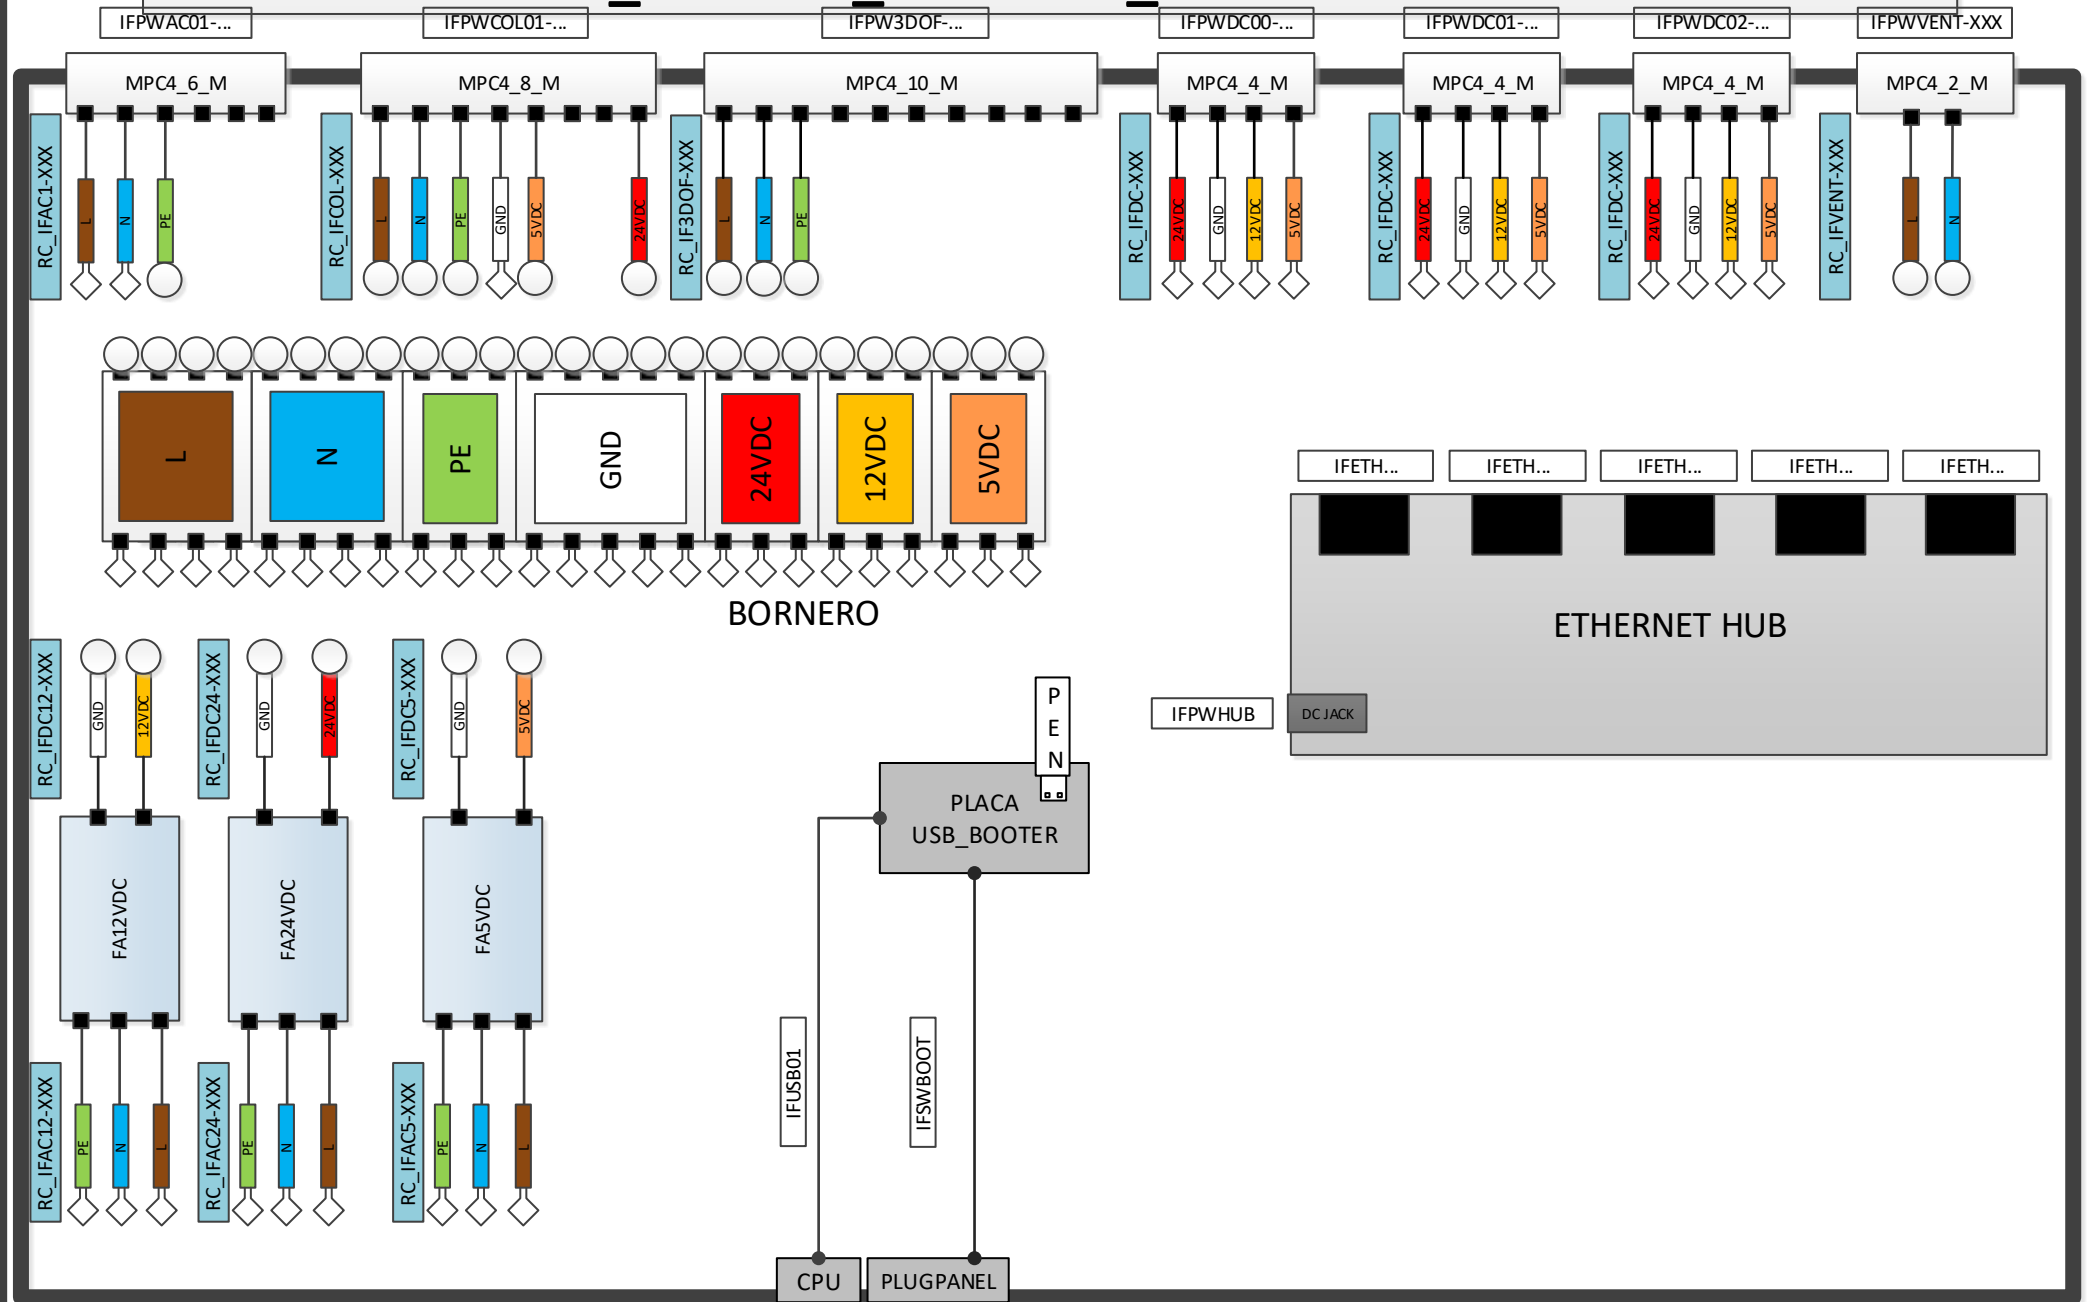 IFPWAC01-...
IFPWCOL01-...
IFPW3DOF-...
IFPWDC00-...
IFPWDC01-...
IFPWDC02-...
IFPWVENT-XXX
MPC4_6_M
MPC4_8_M
MPC4_10_M
MPC4_4_M
MPC4_4_M
MPC4_4_M
MPC4_2_M
RC_IFAC1-XXX
L
N
PE
RC_IFCOL-XXX
L
N
PE
GND
5VDC
24VDC
RC_IF3DOF-XXX
L
N
PE
RC_IFDC-XXX
24VDC
GND
12VDC
5VDC
RC_IFDC-XXX
24VDC
GND
12VDC
5VDC
RC_IFDC-XXX
24VDC
GND
12VDC
5VDC
RC_IFVENT-XXX
L
N
L
N
PE
GND
24VDC
12VDC
5VDC
BORNERO
IFETH...
IFETH...
IFETH...
IFETH...
IFETH...
ETHERNET HUB
IFPWHUB
DC JACK
RC_IFDC12-XXX
GND
12VDC
RC_IFDC24-XXX
GND
24VDC
RC_IFDC5-XXX
GND
5VDC
P
E
N
PLACA
USB_BOOTER
FA12VDC
FA24VDC
FA5VDC
IFUSB01
IFSWBOOT
RC_IFAC12-XXX
PE
N
L
RC_IFAC24-XXX
PE
N
L
RC_IFAC5-XXX
PE
N
L
CPU
PLUGPANEL